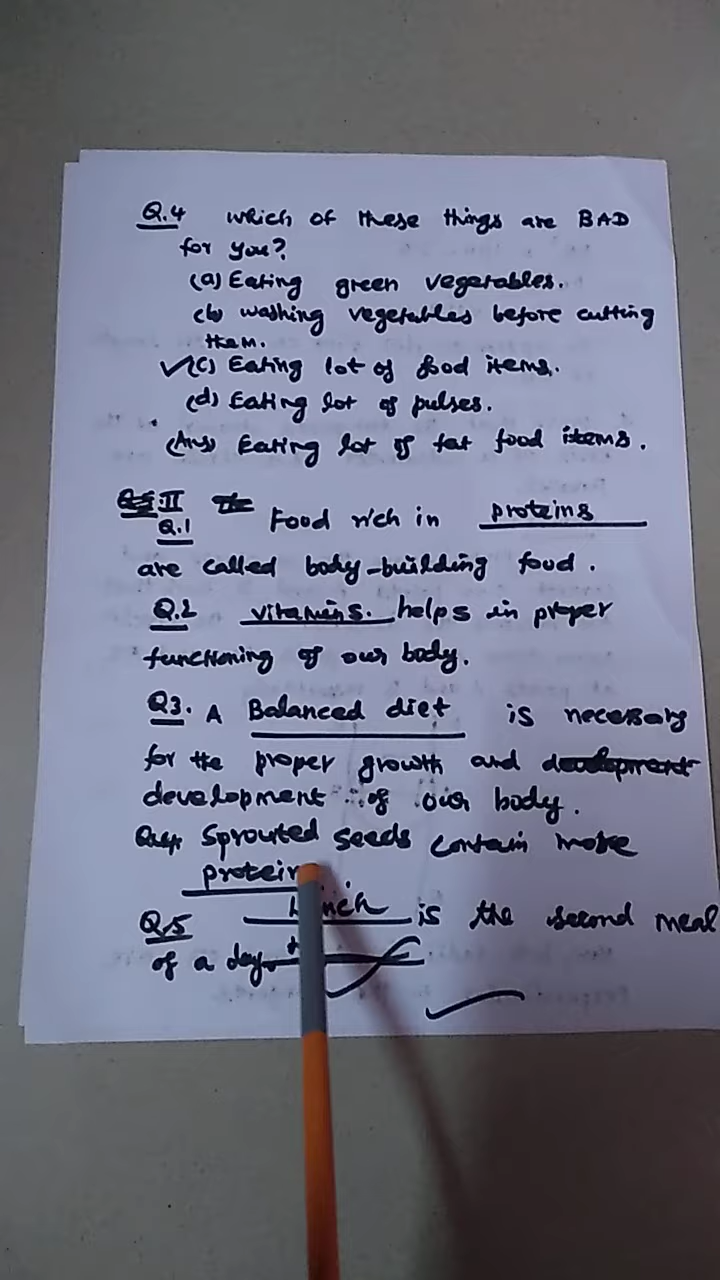 Q.4 which of these things are BAD
for you?
(a) Eating green vegetables.
(b) washing vegetables before cutting
them.
(c) Eating lot of food items.
(d) Eating lot of pulses.
(Ans) Eating lot of fat food items.
II
Q.1 Food rich in proteins
are called body-building food.
Q.2 vitamins. helps in proper
functioning of our body.
Q3. A Balanced diet is necessary
for the proper growth and development
development of our body.
Q4. Sprouted seeds contain more
protein
Q.5 Lunch is the second meal
of a day.